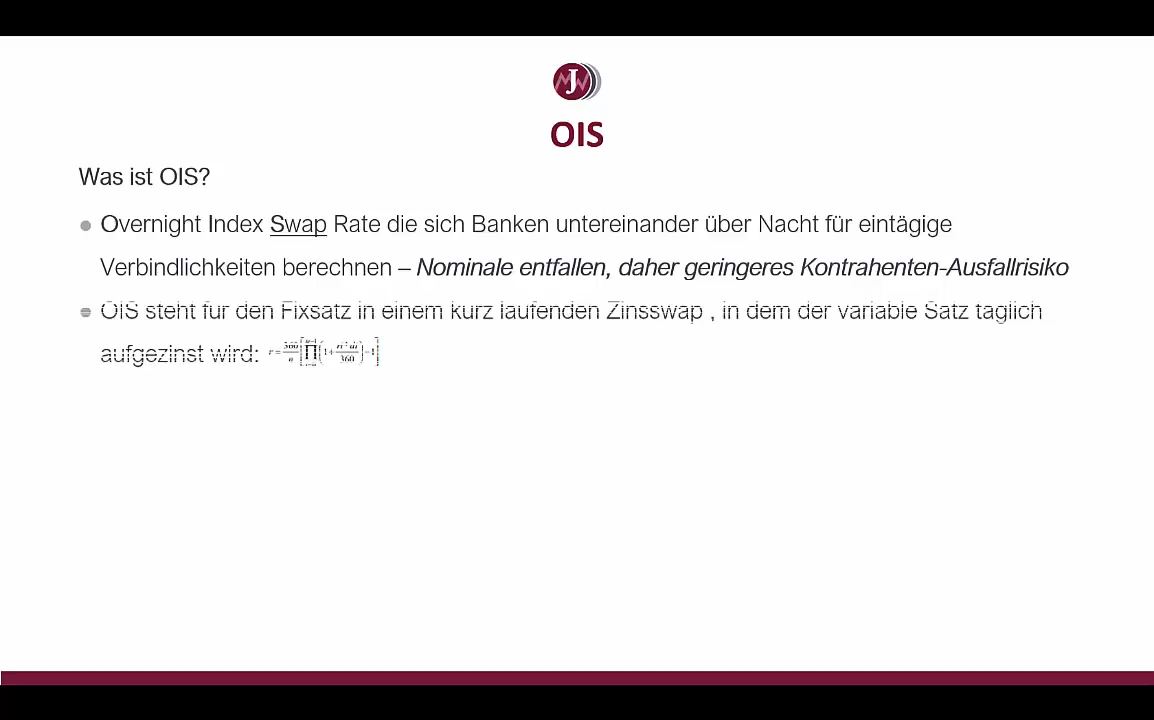 J
OIS
Was ist OIS?
Overnight Index Swap Rate die sich Banken untereinander über Nacht für eintägige
Verbindlichkeiten berechnen – Nominale entfallen, daher geringeres Kontrahenten-Ausfallrisiko
OIS steht für den Fixsatz in einem kurz laufenden Zinsswap , in dem der variable Satz täglich
aufgezinst wird: